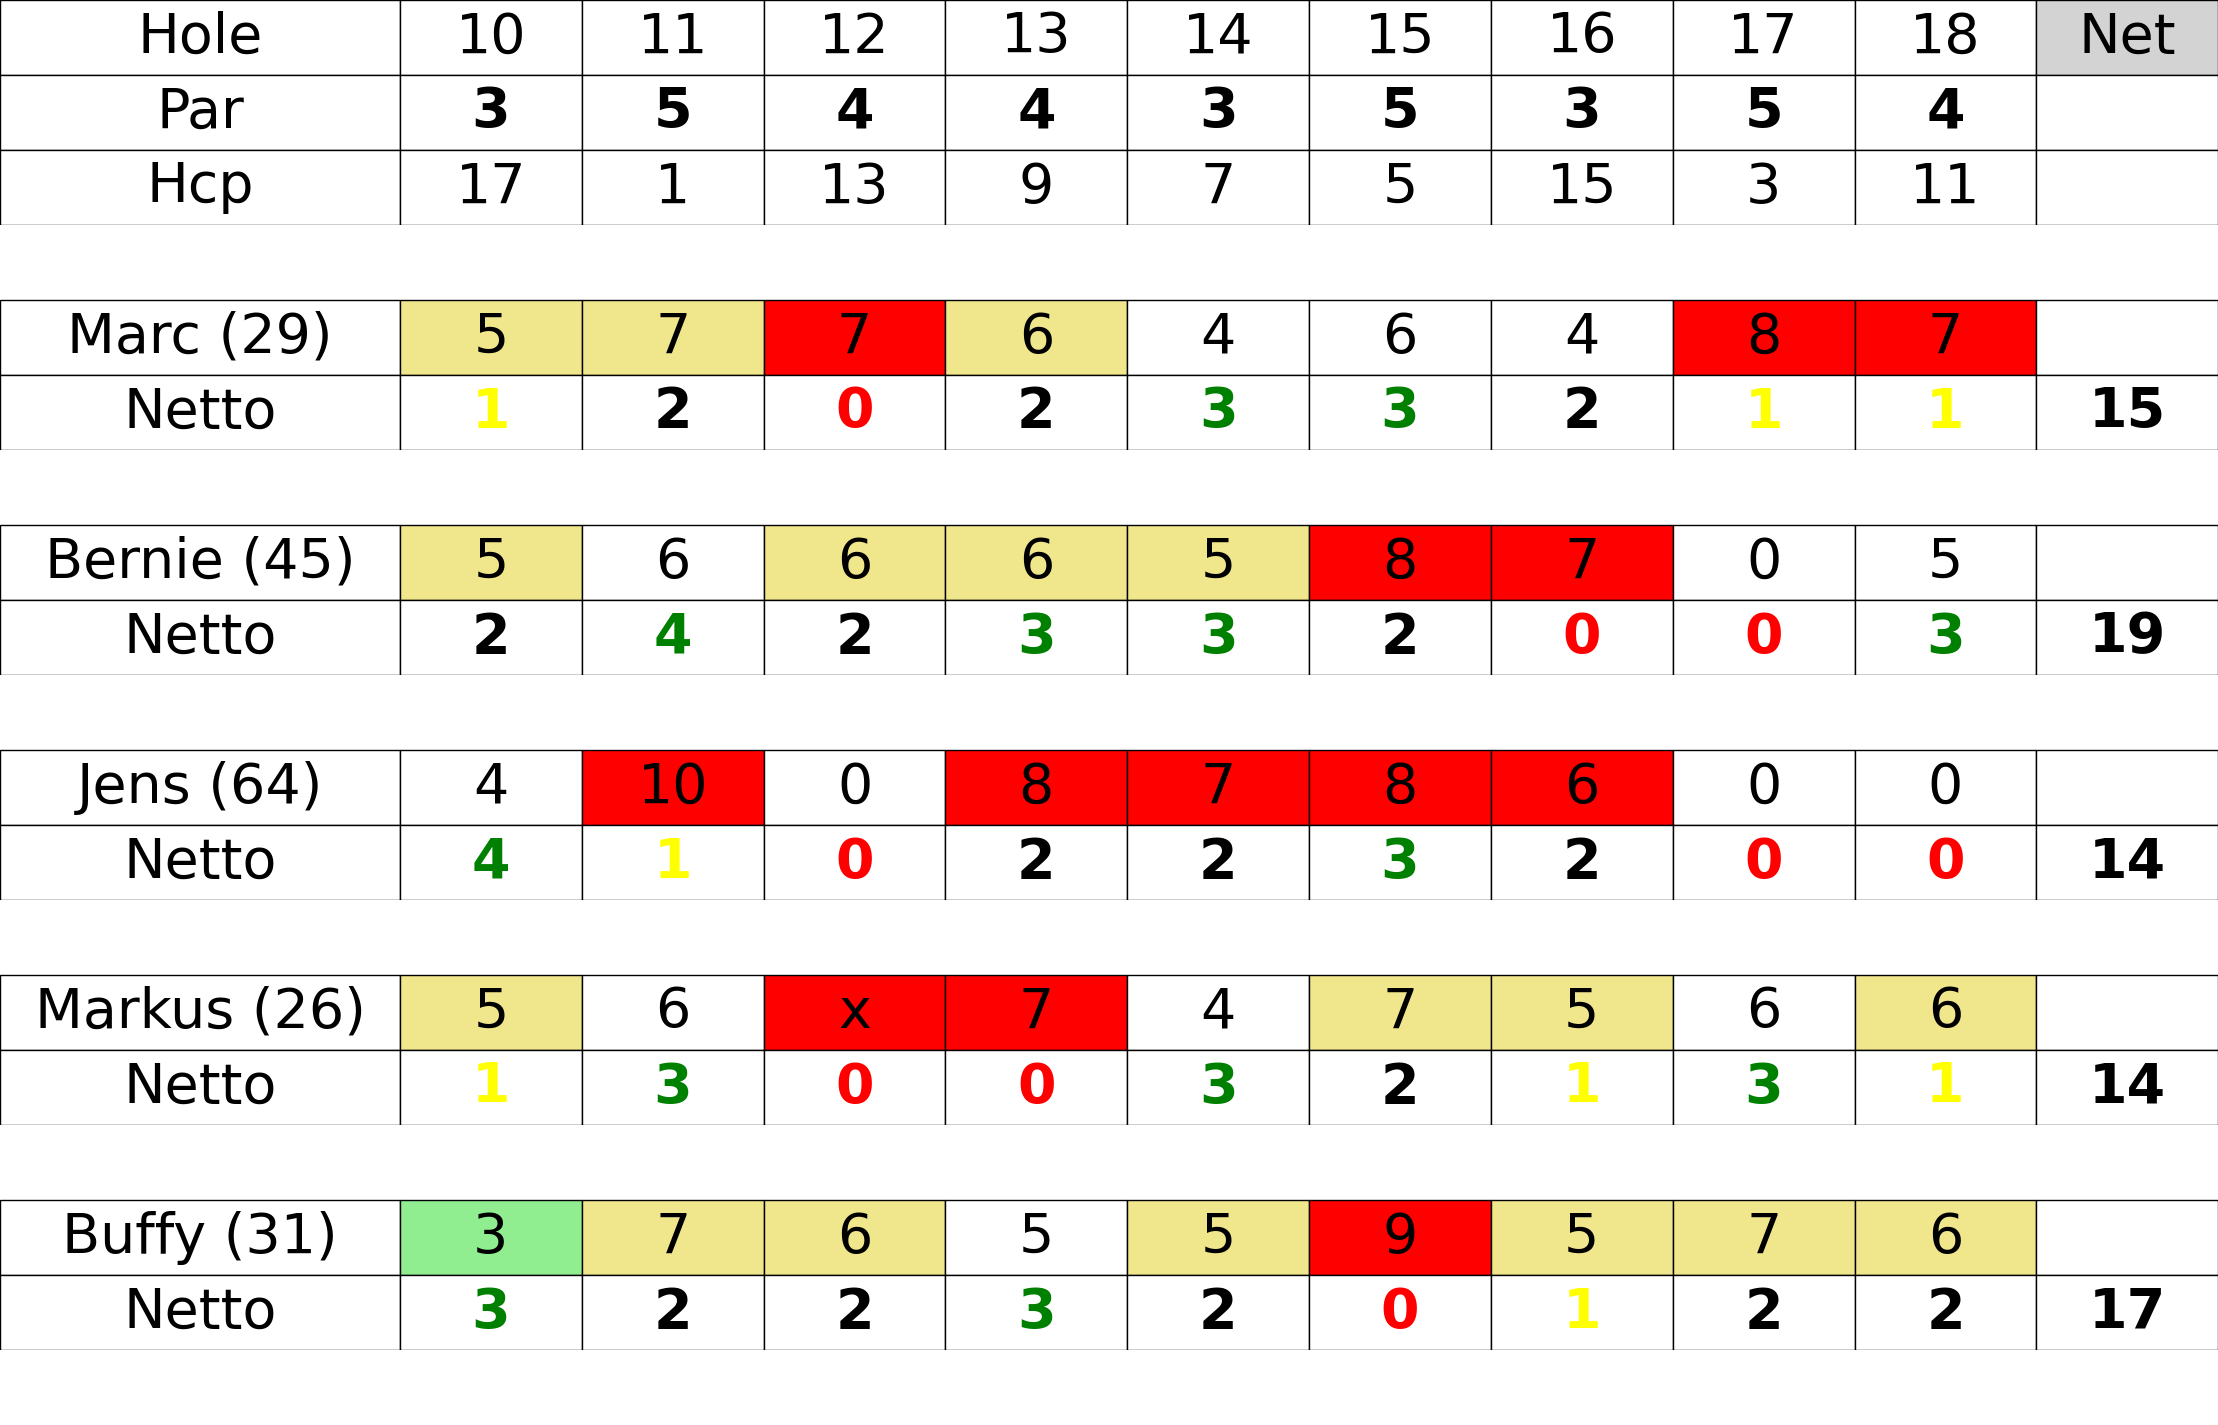 Hole 10 11 12 13 14 15 16 17 18 Net
Par 3 5 4 4 3 5 3 5 4
Hcp 17 1 13 9 7 5 15 3 11
Marc (29) 5 7 7 6 4 6 4 8 7
Netto 1 2 0 2 3 3 2 1 1 15
Bernie (45) 5 6 6 6 5 8 7 0 5
Netto 2 4 2 3 3 2 0 0 3 19
Jens (64) 4 10 0 8 7 8 6 0 0
Netto 4 1 0 2 2 3 2 0 0 14
Markus (26) 5 6 x 7 4 7 5 6 6
Netto 1 3 0 0 3 2 1 3 1 14
Buffy (31) 3 7 6 5 5 9 5 7 6
Netto 3 2 2 3 2 0 1 2 2 17